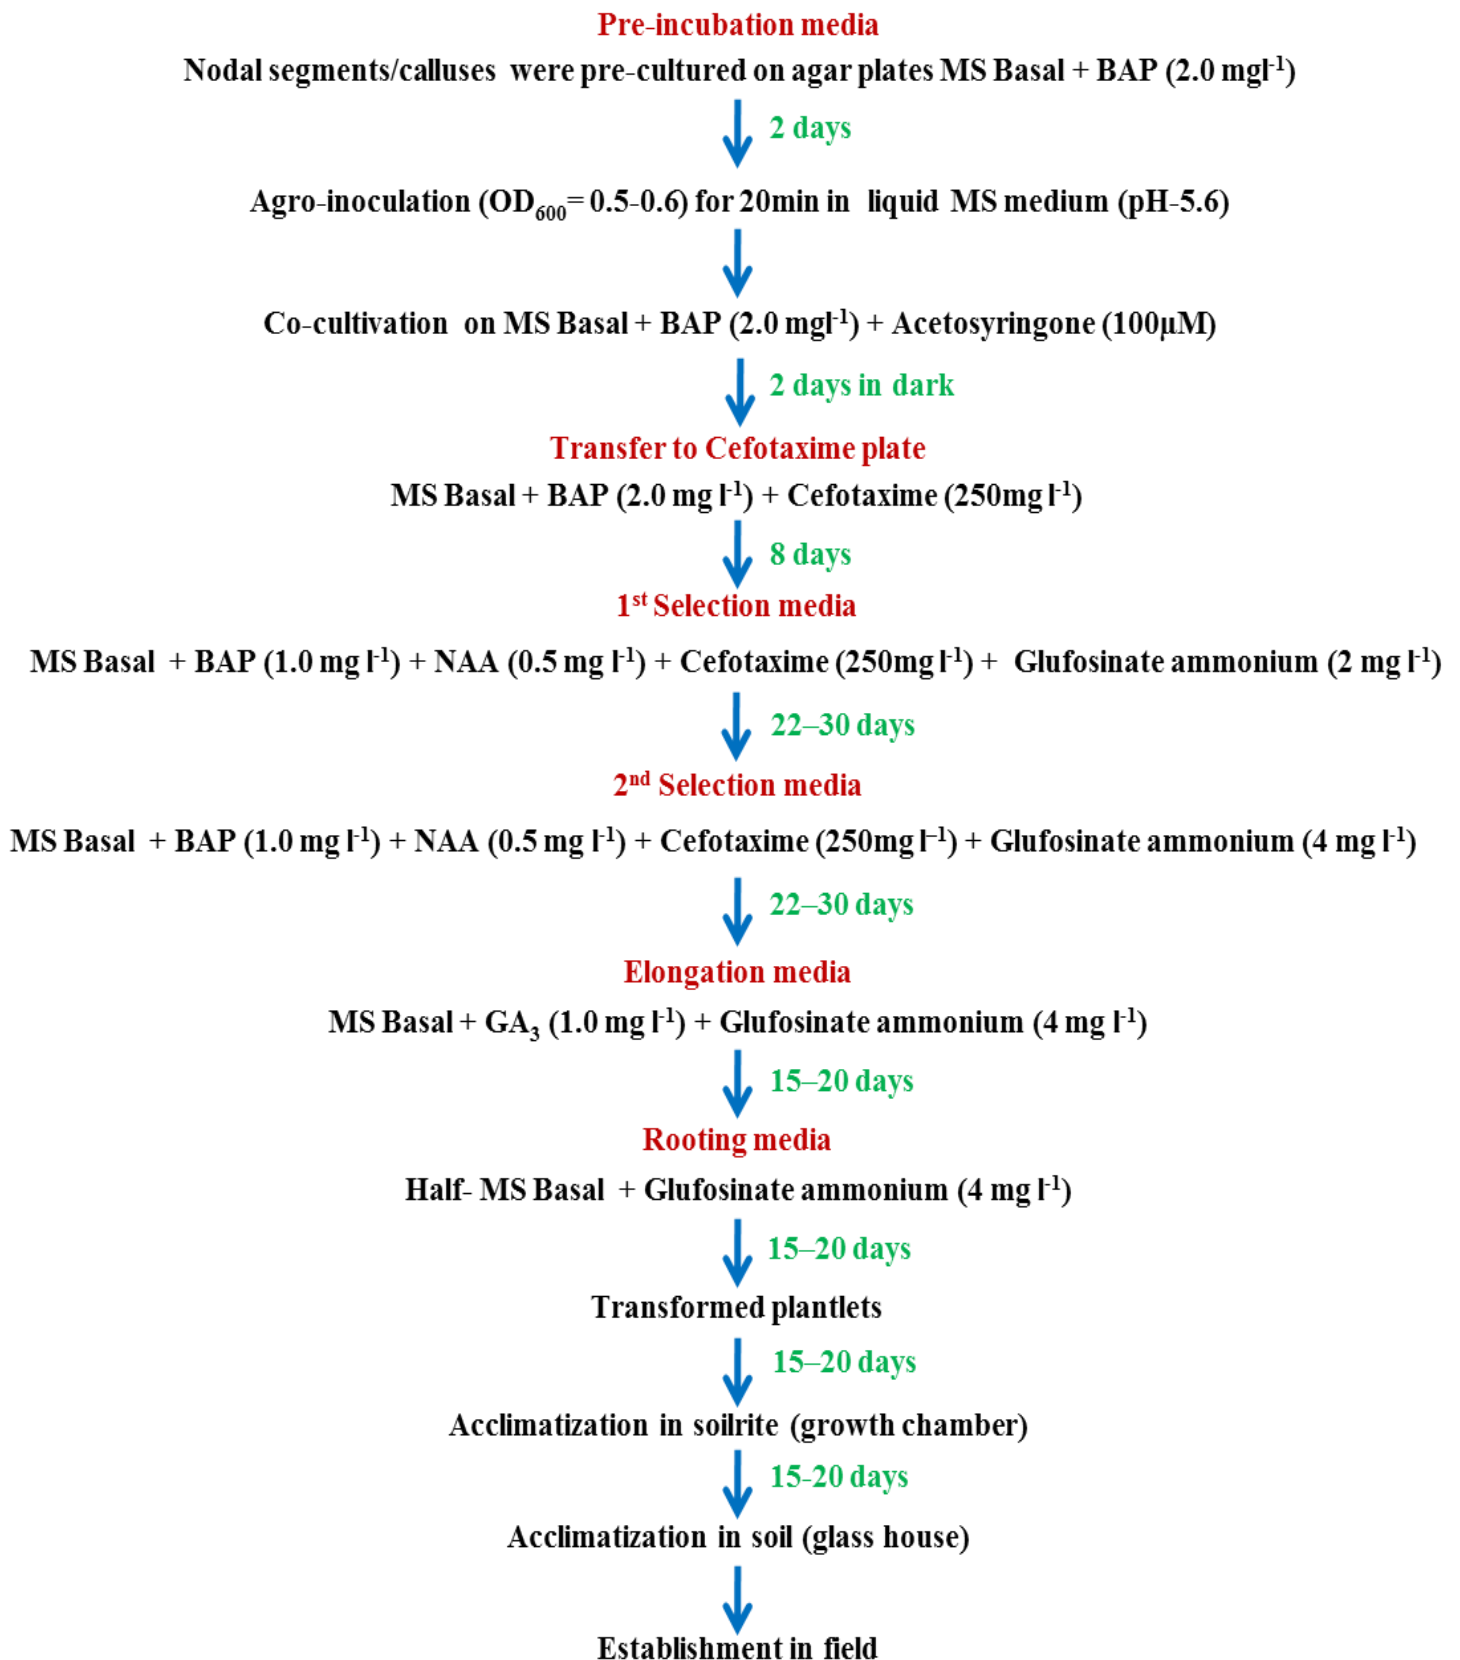 Pre-incubation media
Nodal segments/calluses were pre-cultured on agar plates MS Basal + BAP (2.0 mgl⁻¹)
2 days
Agro-inoculation (OD₆₀₀= 0.5-0.6) for 20min in liquid MS medium (pH-5.6)
Co-cultivation on MS Basal + BAP (2.0 mgl⁻¹) + Acetosyringone (100µM)
2 days in dark
Transfer to Cefotaxime plate
MS Basal + BAP (2.0 mg l⁻¹) + Cefotaxime (250mg l⁻¹)
8 days
1ˢᵗ Selection media
MS Basal + BAP (1.0 mg l⁻¹) + NAA (0.5 mg l⁻¹) + Cefotaxime (250mg l⁻¹) + Glufosinate ammonium (2 mg l⁻¹)
22–30 days
2ⁿᵈ Selection media
MS Basal + BAP (1.0 mg l⁻¹) + NAA (0.5 mg l⁻¹) + Cefotaxime (250mg l⁻¹) + Glufosinate ammonium (4 mg l⁻¹)
22–30 days
Elongation media
MS Basal + GA₃ (1.0 mg l⁻¹) + Glufosinate ammonium (4 mg l⁻¹)
15–20 days
Rooting media
Half- MS Basal + Glufosinate ammonium (4 mg l⁻¹)
15–20 days
Transformed plantlets
15–20 days
Acclimatization in soilrite (growth chamber)
15-20 days
Acclimatization in soil (glass house)
Establishment in field